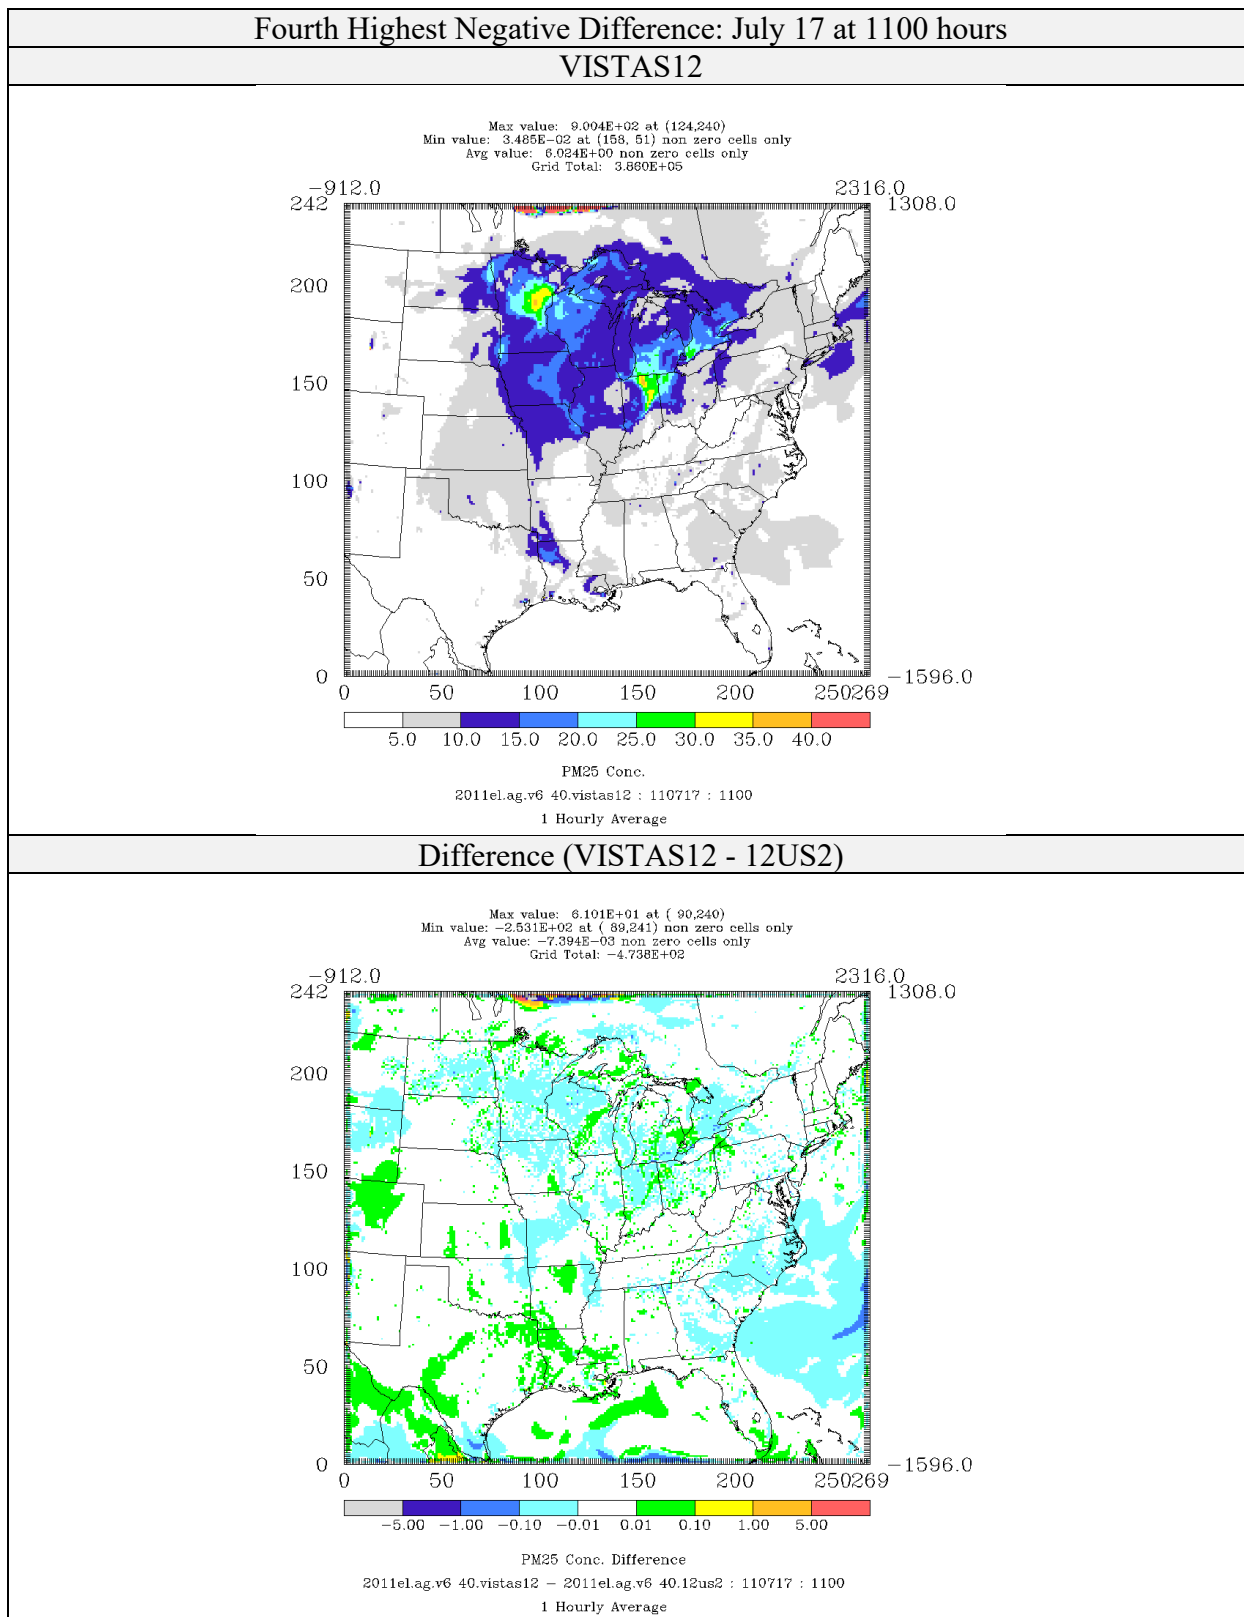 Fourth Highest Negative Difference: July 17 at 1100 hours
VISTAS12
Max value: 9.004E+02 at (124,240)
Min value: 3.485E-02 at (158, 51) non zero cells only
Avg value: 6.024E+00 non zero cells only
Grid Total: 3.860E+05
-912.0 2316.0
242 1308.0
200
150
100
50
0 -1596.0
0 50 100 150 200 250269
5.0 10.0 15.0 20.0 25.0 30.0 35.0 40.0
PM25 Conc.
2011el.ag.v6 40.vistas12 : 110717 : 1100
1 Hourly Average
Difference (VISTAS12 - 12US2)
Max value: 6.101E+01 at ( 90,240)
Min value: -2.531E+02 at ( 89,241) non zero cells only
Avg value: -7.394E-03 non zero cells only
Grid Total: -4.738E+02
-912.0 2316.0
242 1308.0
200
150
100
50
0 -1596.0
0 50 100 150 200 250269
-5.00 -1.00 -0.10 -0.01 0.01 0.10 1.00 5.00
PM25 Conc. Difference
2011el.ag.v6 40.vistas12 - 2011el.ag.v6 40.12us2 : 110717 : 1100
1 Hourly Average